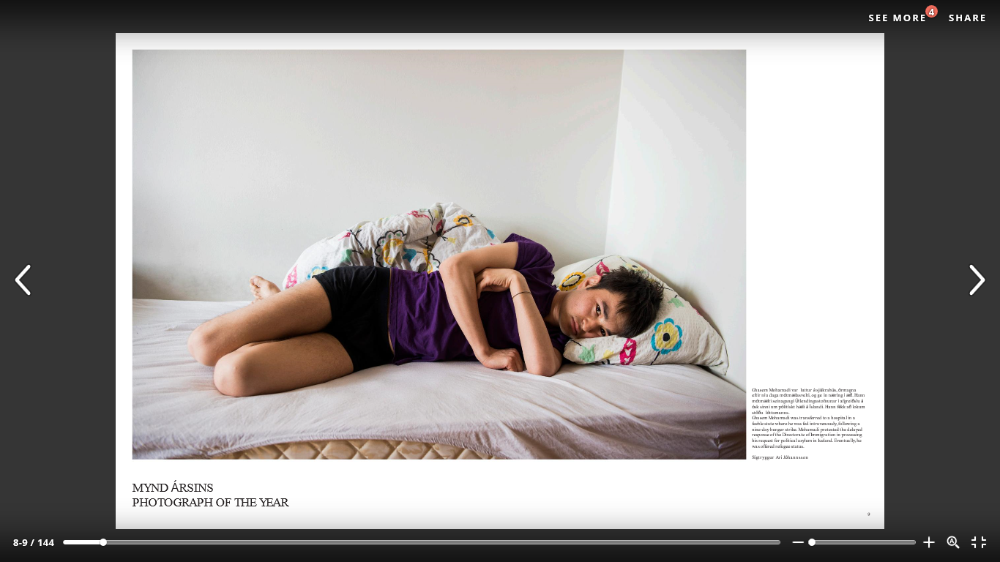 SEE MORE 4 SHARE
Ghasem Mohamadi var luttur á sjúkrahús, örmagna
eftir níu daga mótmælasvelti, og ge in næring í æð. Hann
mótmælti seinagangi Útlendingastofnunar í afgreiðslu á
ósk sinni um pólitískt hæli á Íslandi. Hann fékk að lokum
stöðu lóttamanns.
Ghasem Mohamadi was transferred to a hospital in a
feeble state where he was fed intravenously, following a
nine-day hunger strike. Mohamadi protested the delayed
response of the Directorate of Immigration in processing
his request for political asylum in Iceland. Eventually, he
was offered refugee status.
Sigtryggur Ari Jóhannsson
MYND ÁRSINS
PHOTOGRAPH OF THE YEAR
9
8-9 / 144
A